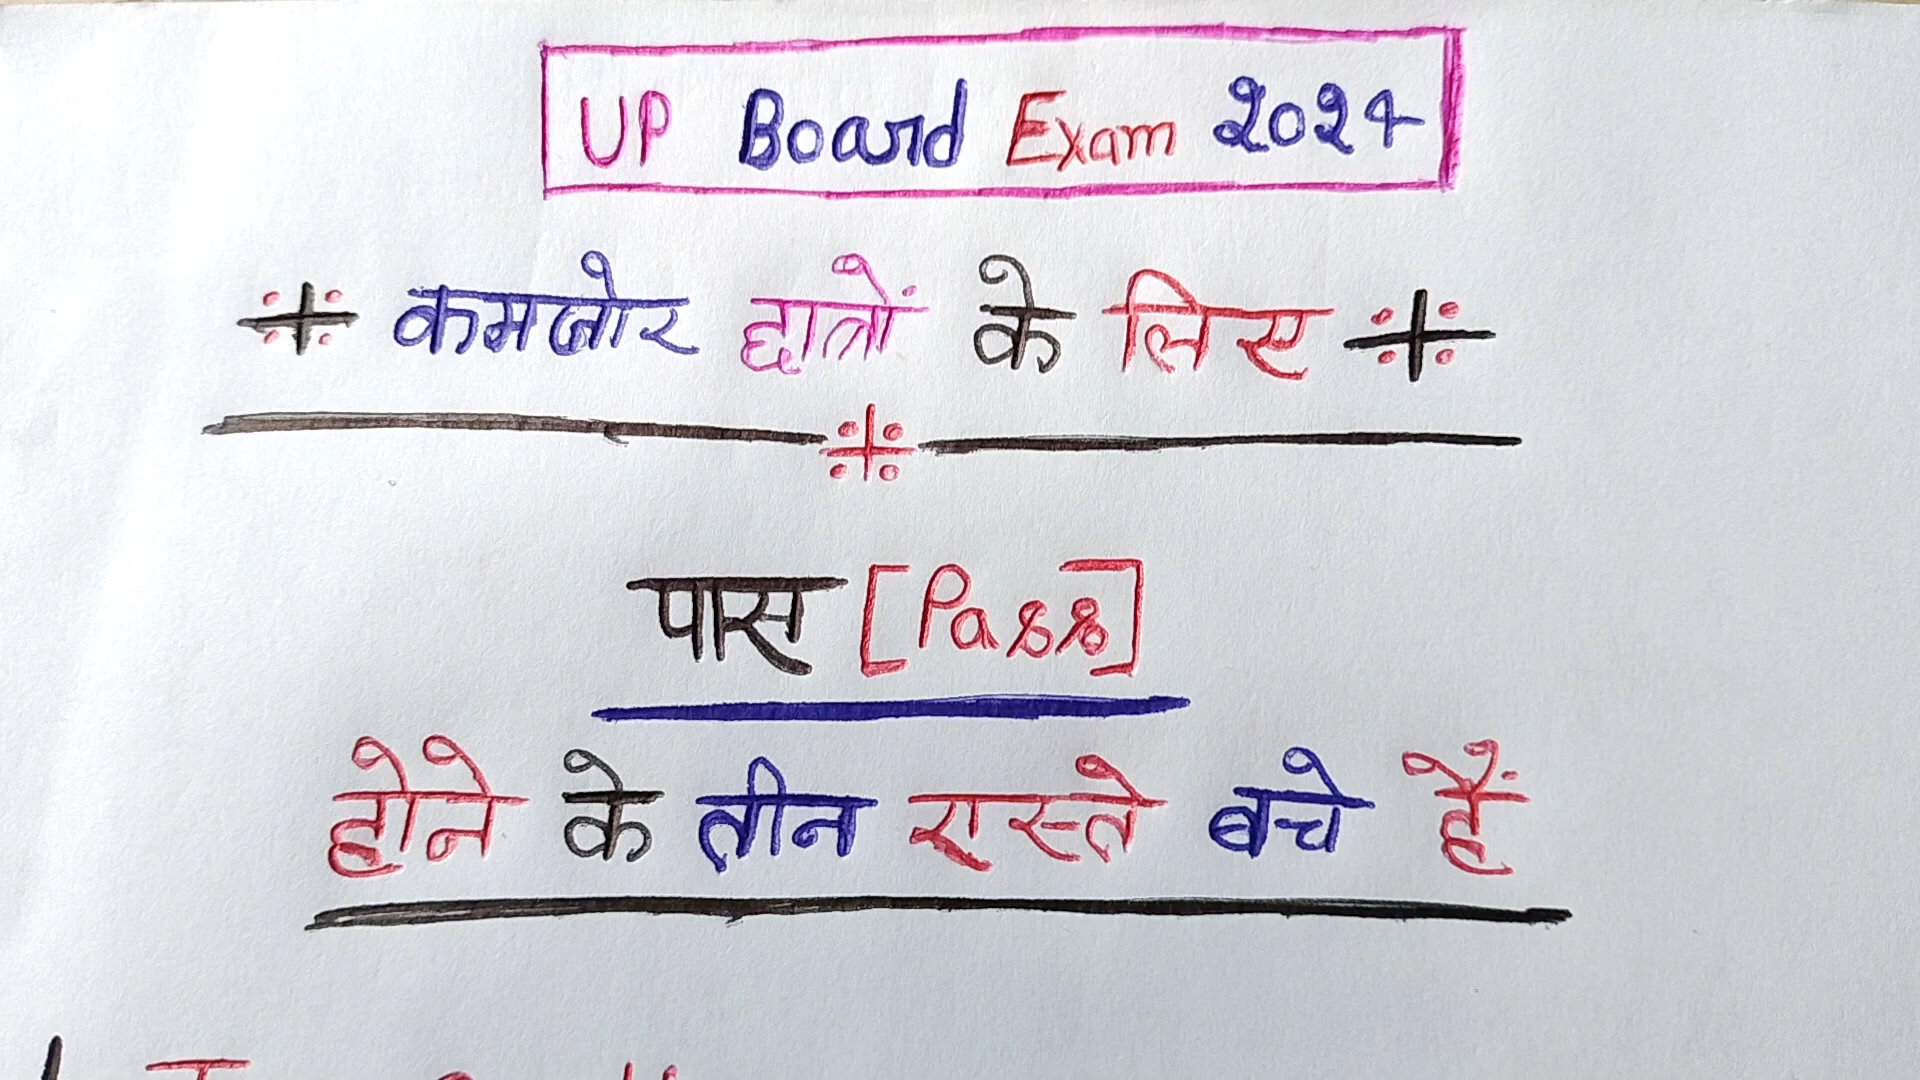 UP Board Exam 2024
कमजोर छात्रों के लिए
पास [Pass]
होने के तीन रास्ते बचे हैं